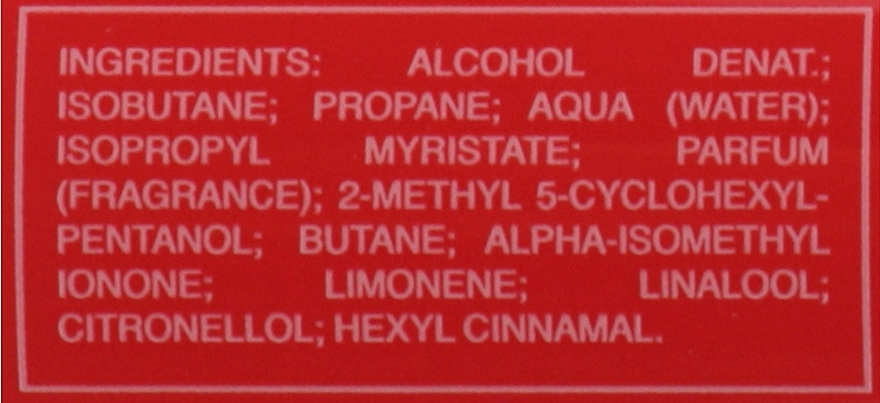 INGREDIENTS: ALCOHOL DENAT.;
ISOBUTANE; PROPANE; AQUA (WATER);
ISOPROPYL MYRISTATE; PARFUM
(FRAGRANCE); 2-METHYL 5-CYCLOHEXYL-
PENTANOL; BUTANE; ALPHA-ISOMETHYL
IONONE; LIMONENE; LINALOOL;
CITRONELLOL; HEXYL CINNAMAL.